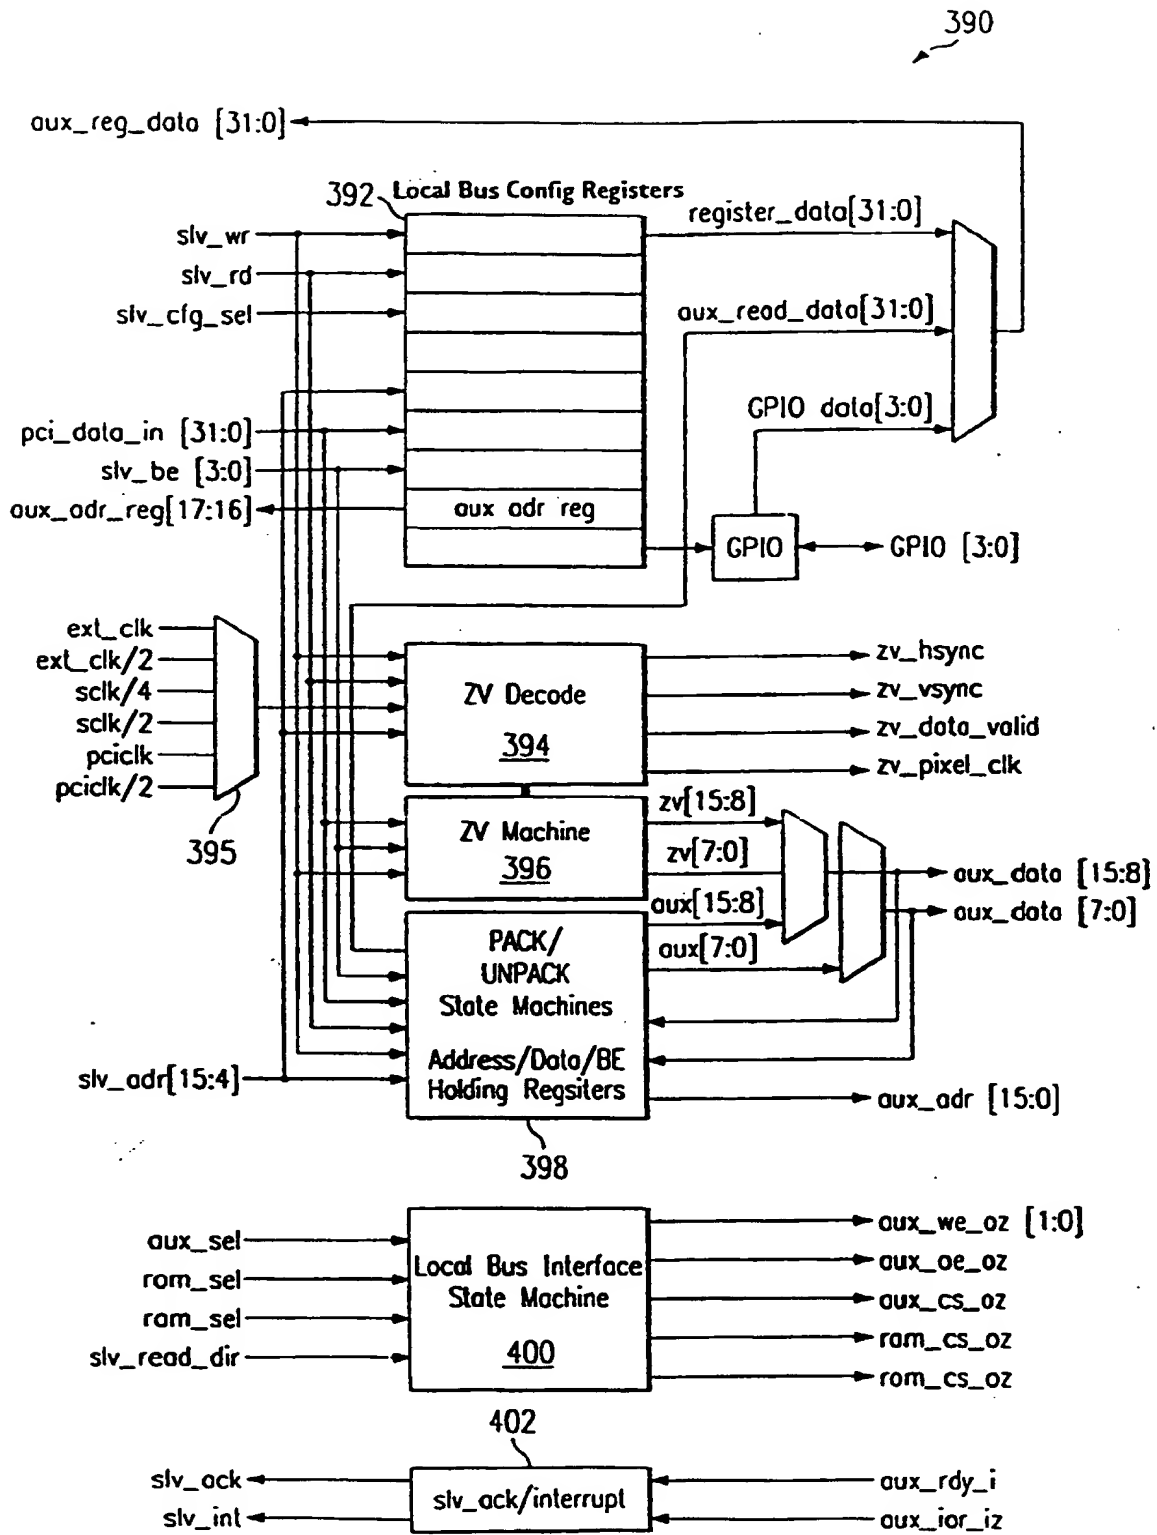 390
aux_reg_data [31:0]
392 Local Bus Config Registers
slv_wr
register_data[31:0]
slv_rd
slv_cfg_sel
aux_read_data[31:0]
GPIO data[3:0]
pci_data_in [31:0]
slv_be [3:0]
aux_adr_reg[17:16]
aux adr reg
GPIO
GPIO [3:0]
ext_clk
ext_clk/2
sclk/4
sclk/2
pciclk
pciclk/2
395
ZV Decode
394
zv_hsync
zv_vsync
zv_data_valid
zv_pixel_clk
ZV Machine
396
zv[15:8]
zv[7:0]
aux[15:8]
aux[7:0]
aux_data [15:8]
aux_data [7:0]
PACK/
UNPACK
State Machines
Address/Data/BE
Holding Regsiters
slv_adr[15:4]
aux_adr [15:0]
398
aux_sel
rom_sel
ram_sel
slv_read_dir
Local Bus Interface
State Machine
400
aux_we_oz [1:0]
aux_oe_oz
aux_cs_oz
ram_cs_oz
rom_cs_oz
402
slv_ack
slv_int
slv_ack/interrupt
aux_rdy_i
aux_ior_iz